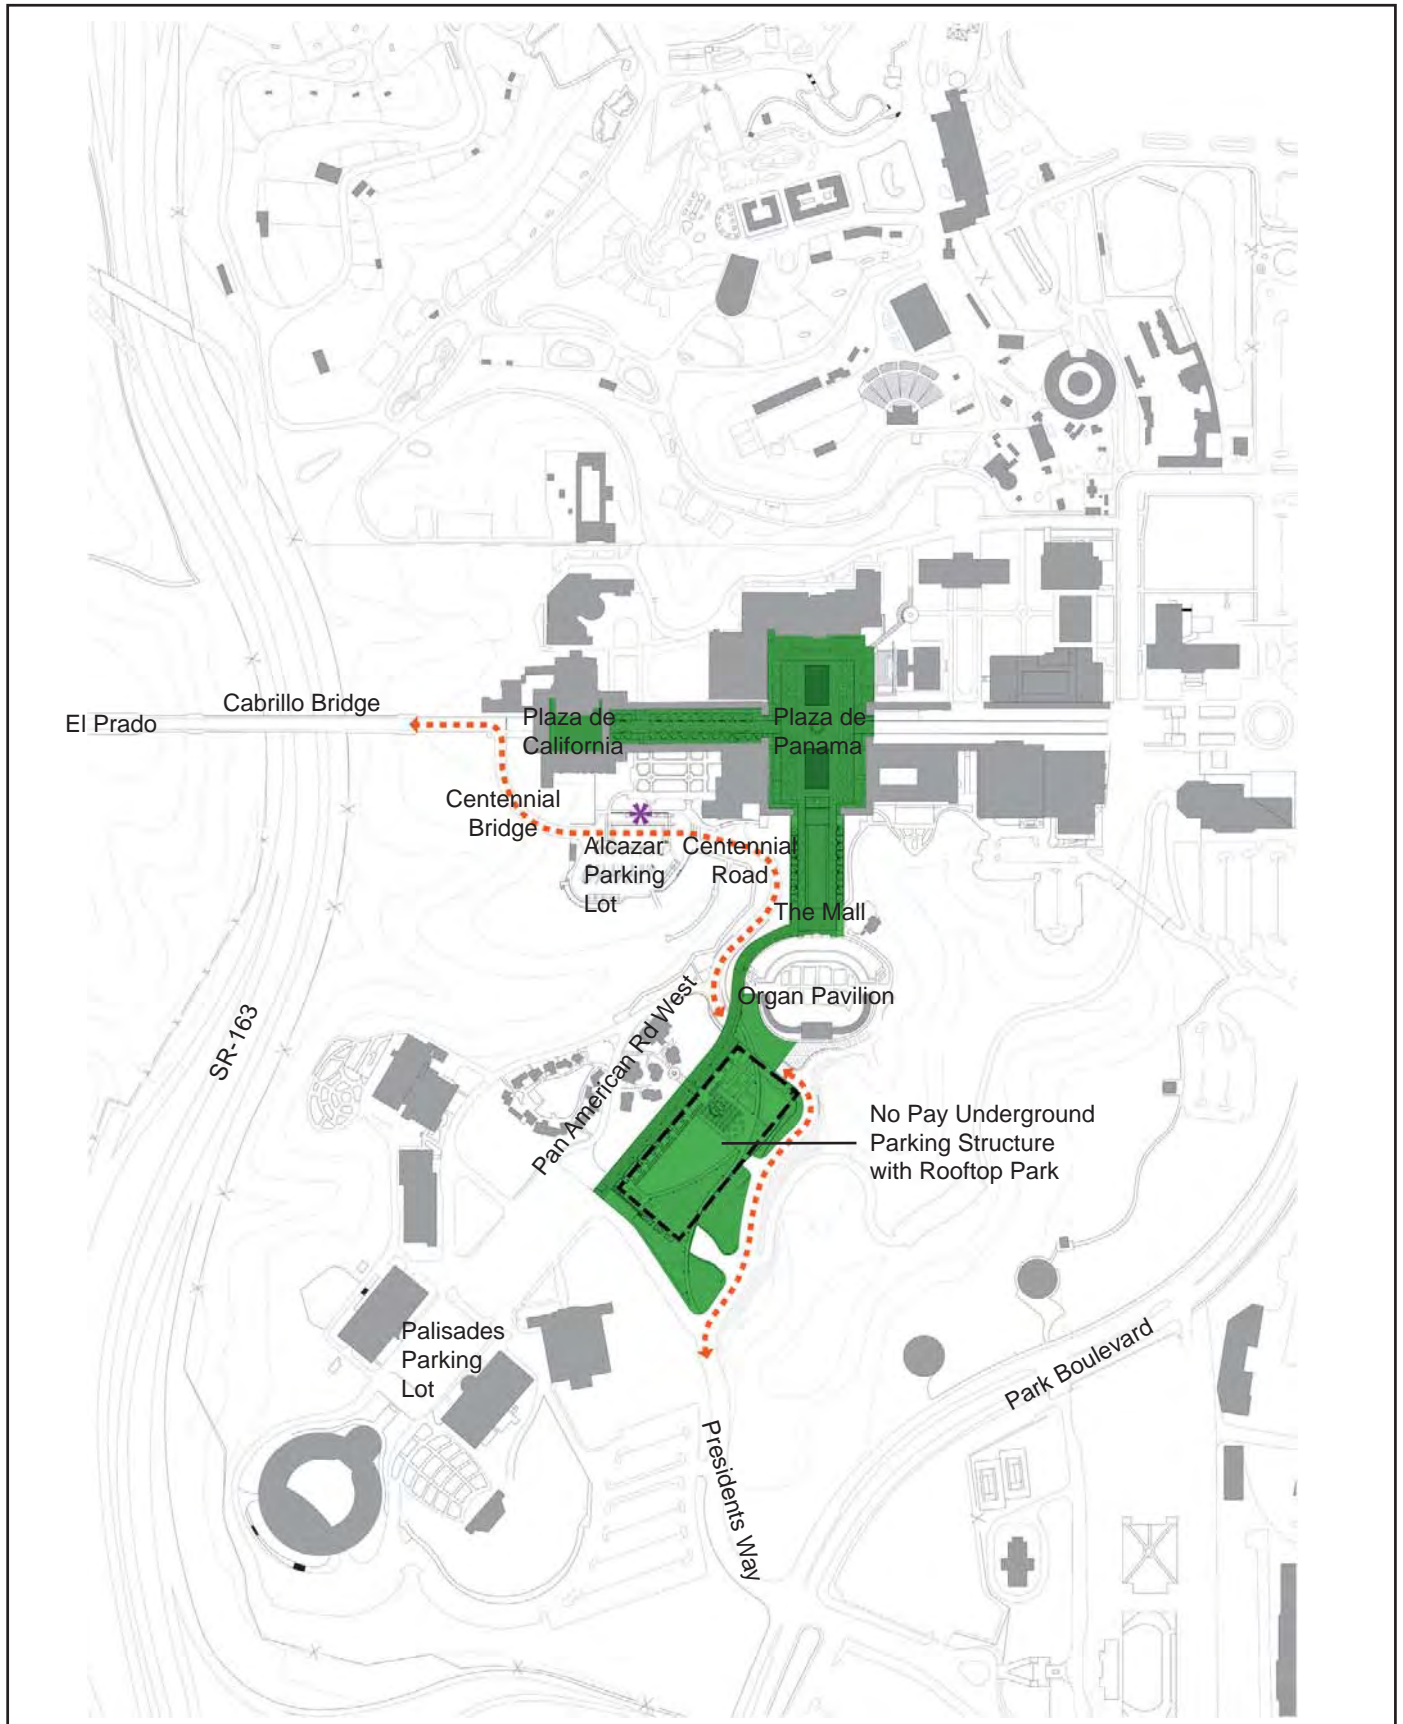 Cabrillo Bridge
El Prado
Plaza de
California
Plaza de
Panama
Centennial
Bridge
Alcazar
Parking
Lot
Centennial
Road
The Mall
Organ Pavilion
Pan American Rd West
SR-163
No Pay Underground
Parking Structure
with Rooftop Park
Palisades
Parking
Lot
Park Boulevard
Presidents Way